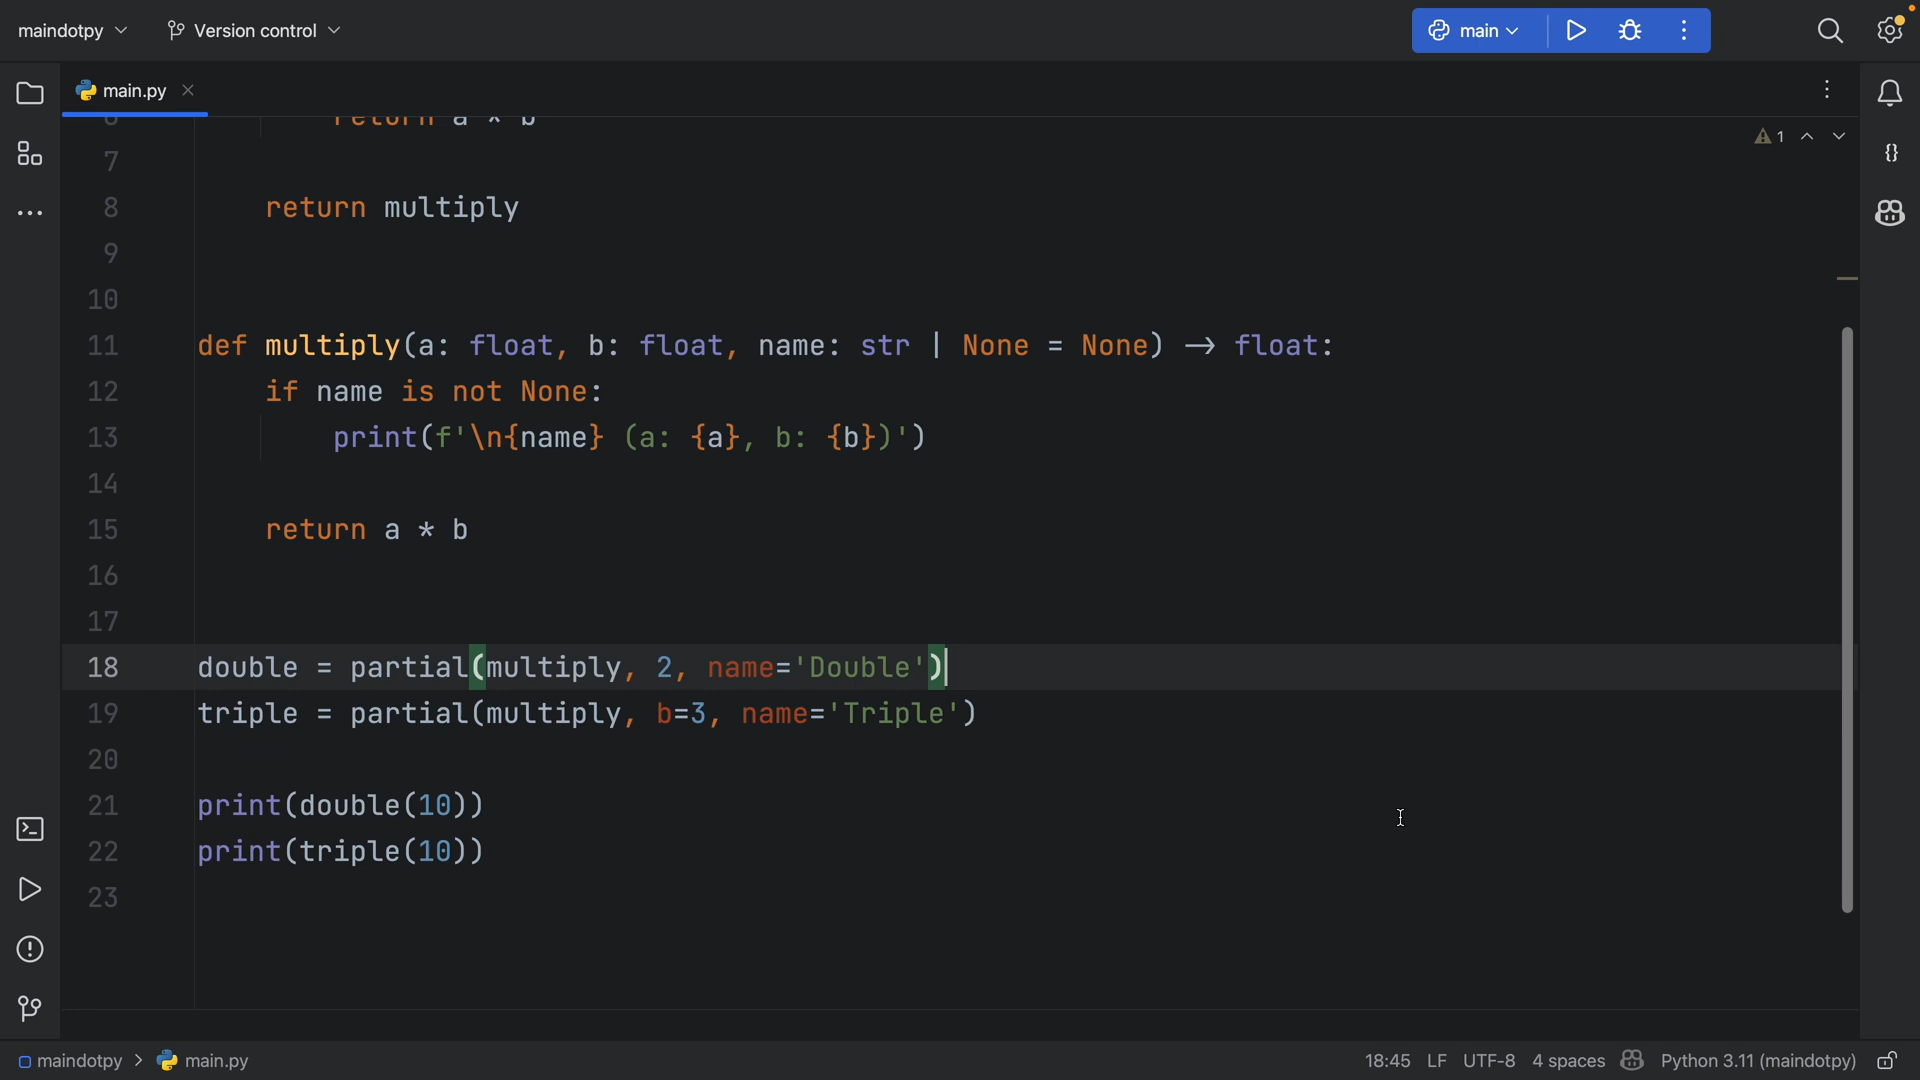 maindotpy
Version control
main
main.py
1
6 return a * b
7
8 return multiply
9
10
11 def multiply(a: float, b: float, name: str | None = None) → float:
12 if name is not None:
13 print(f'\n{name} (a: {a}, b: {b})')
14
15 return a * b
16
17
18 double = partial(multiply, 2, name='Double')
19 triple = partial(multiply, b=3, name='Triple')
20
21 print(double(10))
22 print(triple(10))
23
maindotpy > main.py
18:45 LF UTF-8 4 spaces Python 3.11 (maindotpy)